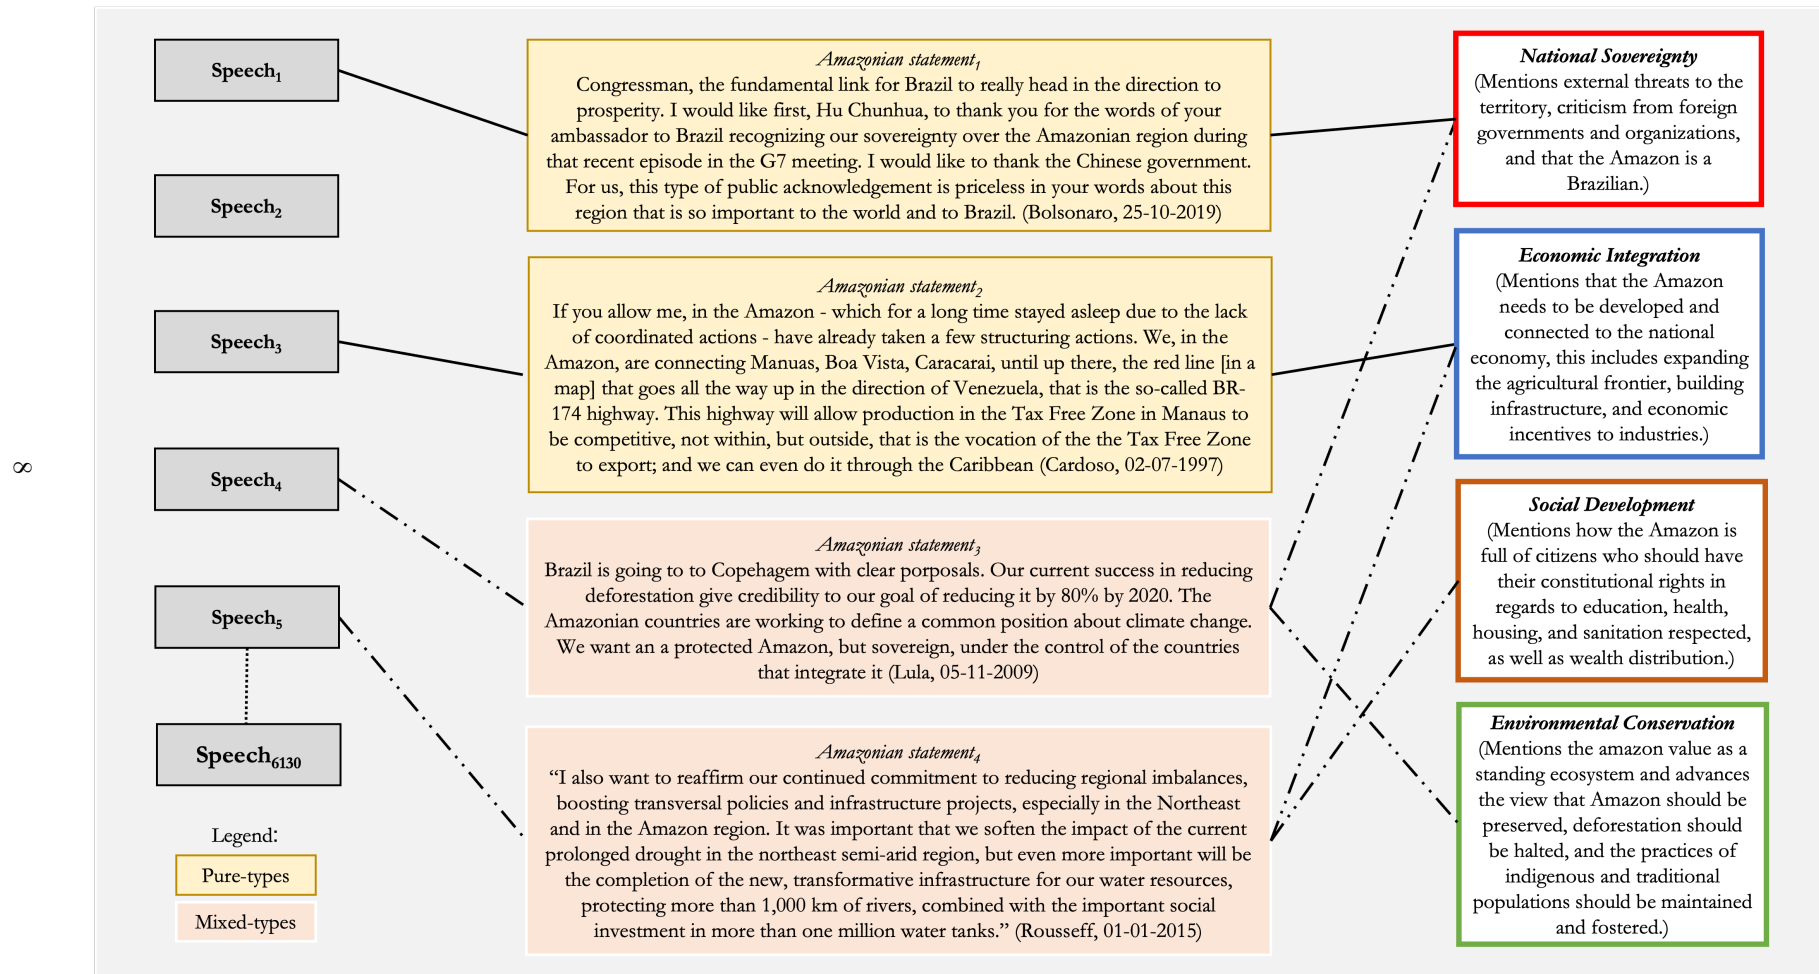 8
Speech1
Speech2
Speech3
Speech4
Speech5
Speech6130
Legend:
Pure-types
Mixed-types
Amazonian statement1
Congressman, the fundamental link for Brazil to really head in the direction to
prosperity. I would like first, Hu Chunhua, to thank you for the words of your
ambassador to Brazil recognizing our sovereignty over the Amazonian region during
that recent episode in the G7 meeting. I would like to thank the Chinese government.
For us, this type of public acknowledgement is priceless in your words about this
region that is so important to the world and to Brazil. (Bolsonaro, 25-10-2019)
Amazonian statement2
If you allow me, in the Amazon - which for a long time stayed asleep due to the lack
of coordinated actions - have already taken a few structuring actions. We, in the
Amazon, are connecting Manuas, Boa Vista, Caracarai, until up there, the red line [in a
map] that goes all the way up in the direction of Venezuela, that is the so-called BR-
174 highway. This highway will allow production in the Tax Free Zone in Manaus to
be competitive, not within, but outside, that is the vocation of the the Tax Free Zone
to export; and we can even do it through the Caribbean (Cardoso, 02-07-1997)
Amazonian statement3
Brazil is going to to Copehagem with clear porposals. Our current success in reducing
deforestation give credibility to our goal of reducing it by 80% by 2020. The
Amazonian countries are working to define a common position about climate change.
We want an a protected Amazon, but sovereign, under the control of the countries
that integrate it (Lula, 05-11-2009)
Amazonian statement4
“I also want to reaffirm our continued commitment to reducing regional imbalances,
boosting transversal policies and infrastructure projects, especially in the Northeast
and in the Amazon region. It was important that we soften the impact of the current
prolonged drought in the northeast semi-arid region, but even more important will be
the completion of the new, transformative infrastructure for our water resources,
protecting more than 1,000 km of rivers, combined with the important social
investment in more than one million water tanks.” (Rousseff, 01-01-2015)
National Sovereignty
(Mentions external threats to the
territory, criticism from foreign
governments and organizations,
and that the Amazon is a
Brazilian.)
Economic Integration
(Mentions that the Amazon
needs to be developed and
connected to the national
economy, this includes expanding
the agricultural frontier, building
infrastructure, and economic
incentives to industries.)
Social Development
(Mentions how the Amazon is
full of citizens who should have
their constitutional rights in
regards to education, health,
housing, and sanitation respected,
as well as wealth distribution.)
Environmental Conservation
(Mentions the amazon value as a
standing ecosystem and advances
the view that Amazon should be
preserved, deforestation should
be halted, and the practices of
indigenous and traditional
populations should be maintained
and fostered.)